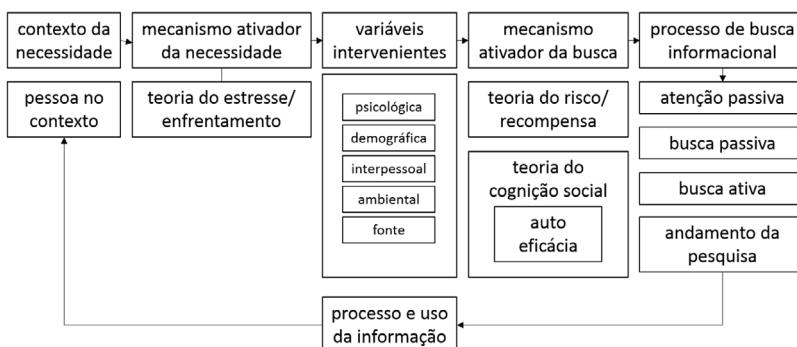 contexto da
necessidade
mecanismo ativador
da necessidade
variáveis
intervenientes
mecanismo
ativador da busca
processo de busca
informacional
pessoa no
contexto
teoria do estresse/
enfrentamento
psicológica
demográfica
interpessoal
ambiental
fonte
teoria do risco/
recompensa
teoria do
cognição social
auto
eficácia
atenção passiva
busca passiva
busca ativa
andamento da
pesquisa
processo e uso
da informação